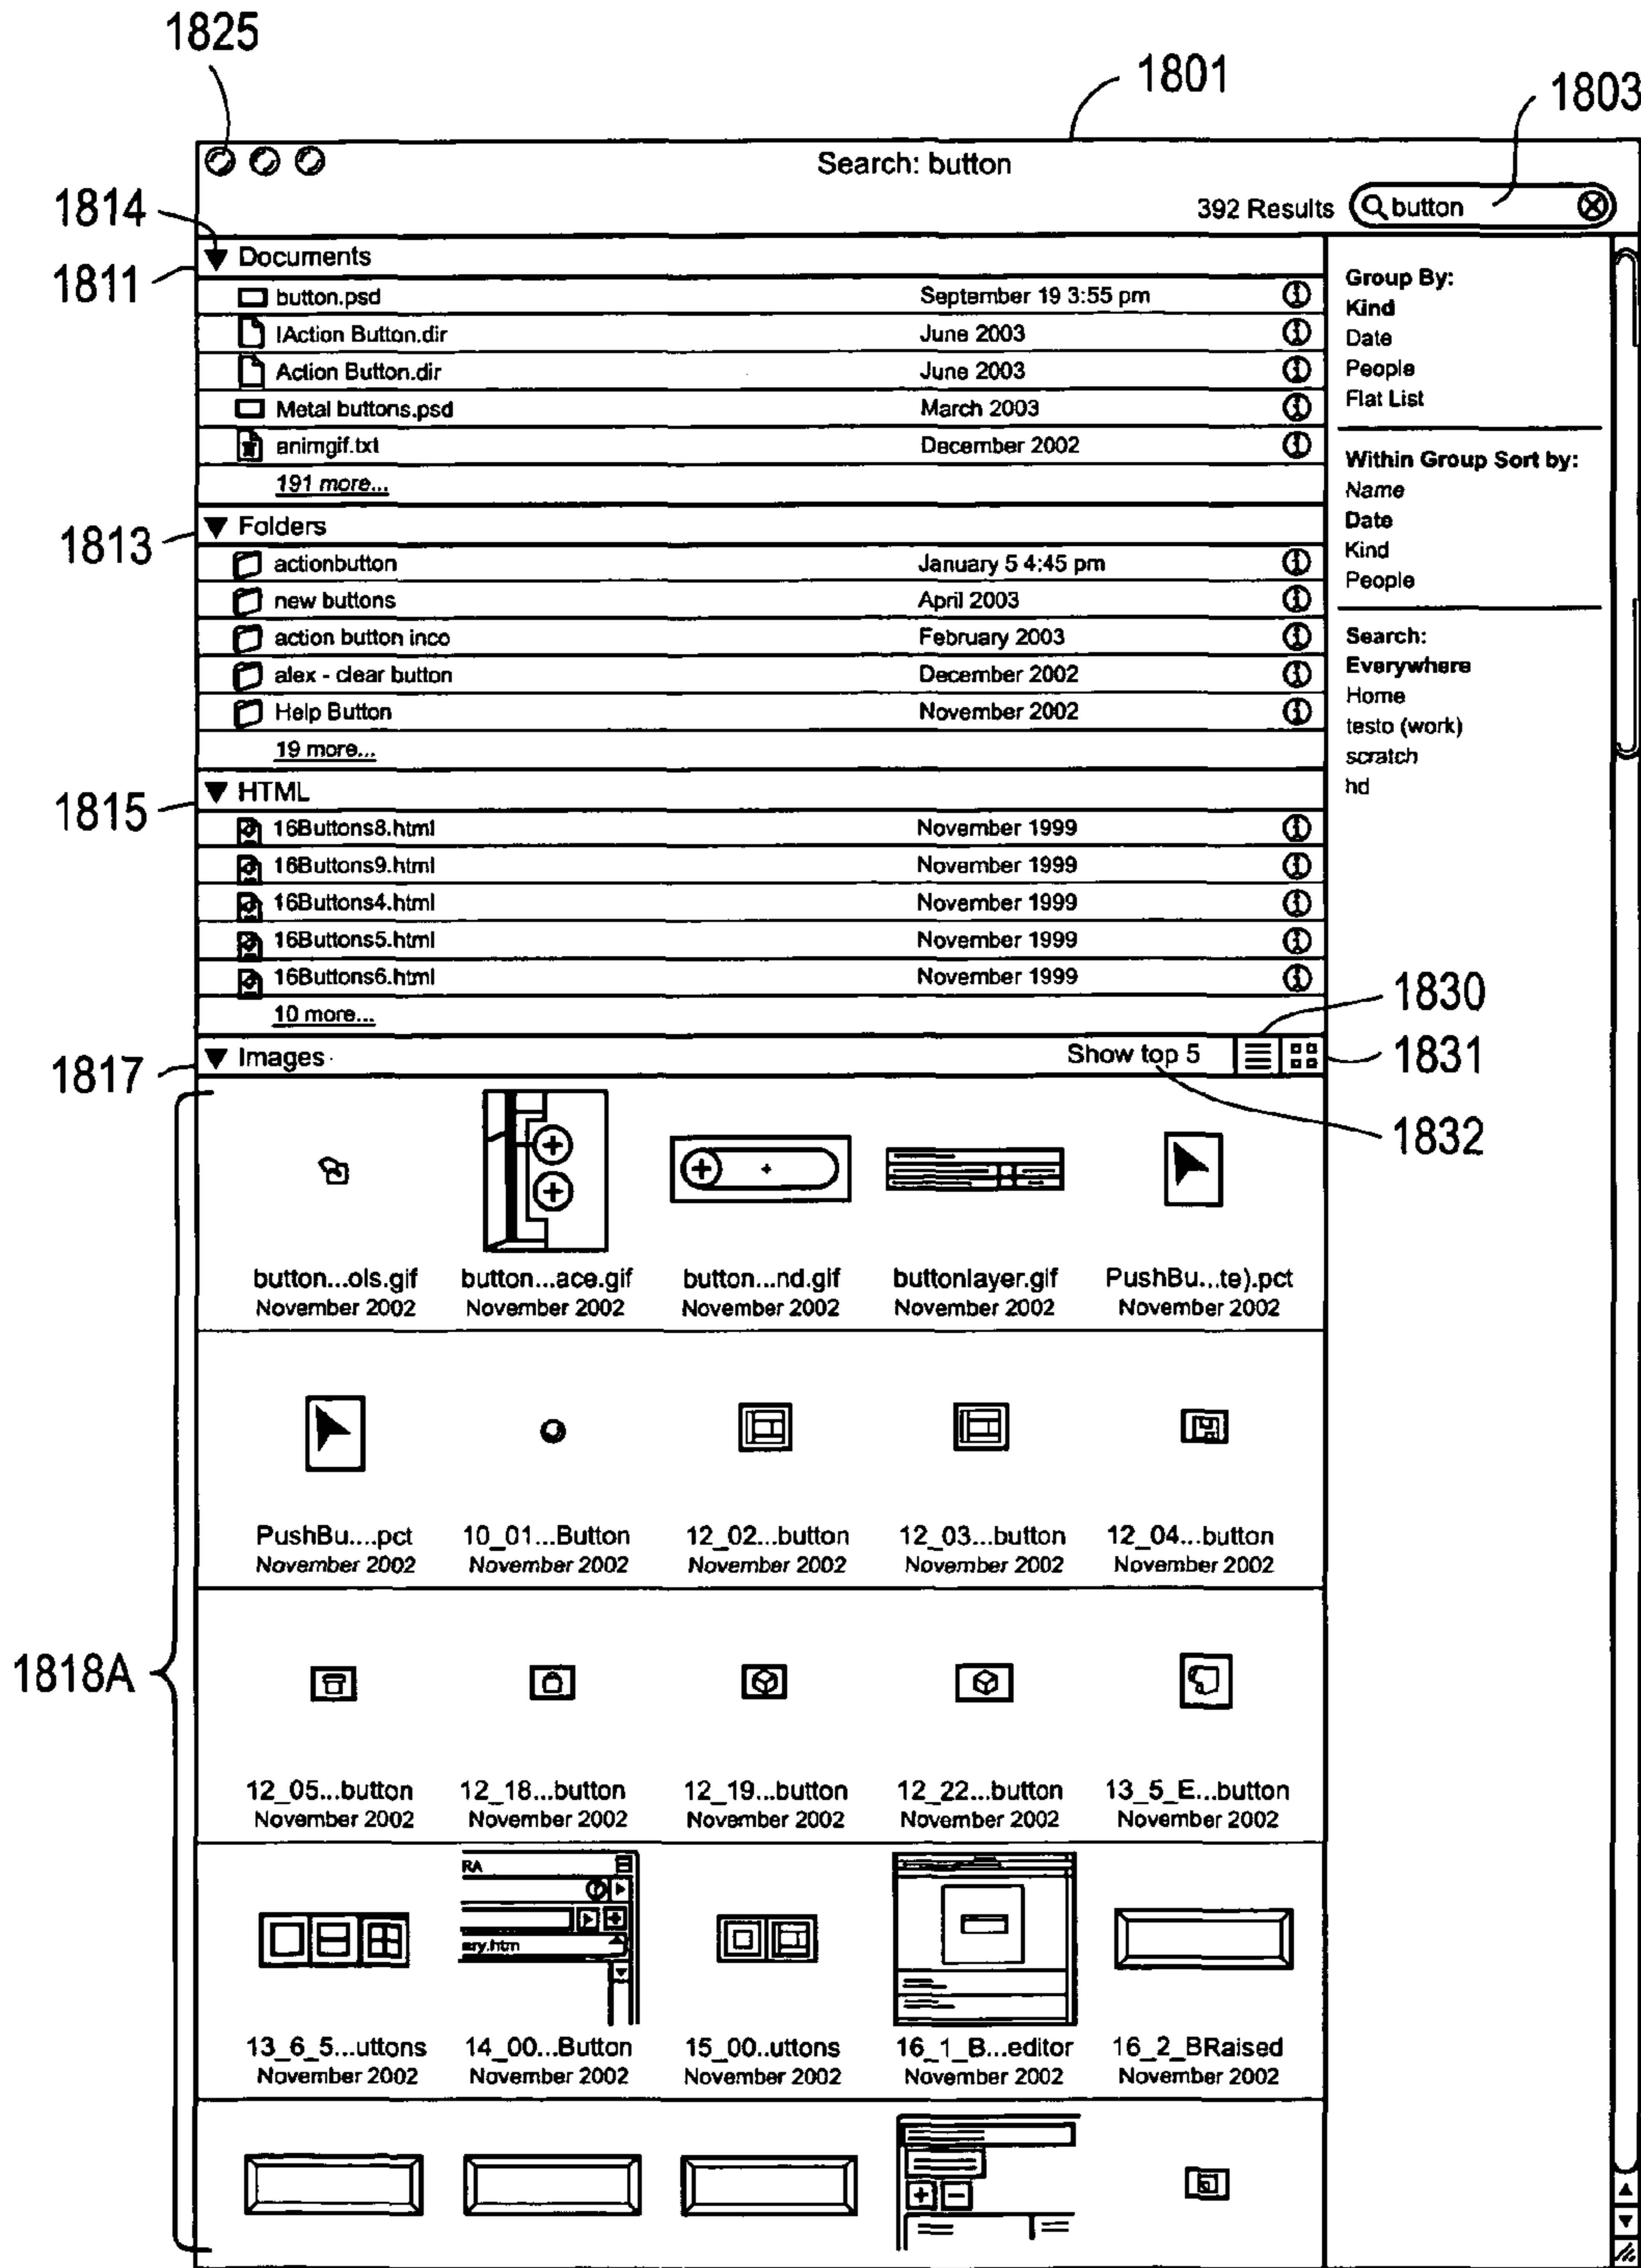 1825
1801
1803
Search: button
392 Results
button
1814
1811
Documents
button.psd September 19 3:55 pm
IAction Button.dir June 2003
Action Button.dir June 2003
Metal buttons.psd March 2003
animgif.txt December 2002
191 more...
1813
Folders
actionbutton January 5 4:45 pm
new buttons April 2003
action button inco February 2003
alex - clear button December 2002
Help Button November 2002
19 more...
1815
HTML
16Buttons8.html November 1999
16Buttons9.html November 1999
16Buttons4.html November 1999
16Buttons5.html November 1999
16Buttons6.html November 1999
10 more...
1817
Images
Show top 5
1830
1831
1832
Group By:
Kind
Date
People
Flat List
Within Group Sort by:
Name
Date
Kind
People
Search:
Everywhere
Home
testo (work)
scratch
hd
1818A
button...ols.gif button...ace.gif button...nd.gif buttonlayer.gif PushBu...te).pct
November 2002 November 2002 November 2002 November 2002 November 2002
PushBu....pct 10_01...Button 12_02...button 12_03...button 12_04...button
November 2002 November 2002 November 2002 November 2002 November 2002
12_05...button 12_18...button 12_19...button 12_22...button 13_5_E...button
November 2002 November 2002 November 2002 November 2002 November 2002
RA
ery.htm
13_6_5...uttons 14_00...Button 15_00..uttons 16_1_B...editor 16_2_BRaised
November 2002 November 2002 November 2002 November 2002 November 2002